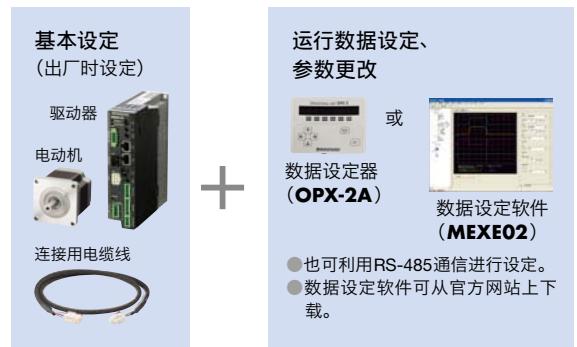 基本设定
（出厂时设定）
驱动器
电动机
连接用电缆线
运行数据设定、
参数更改
或
数据设定器
（OPX-2A）
数据设定软件
（MEXE02）
●也可利用RS-485通信进行设定。
●数据设定软件可从官方网站上下
载。